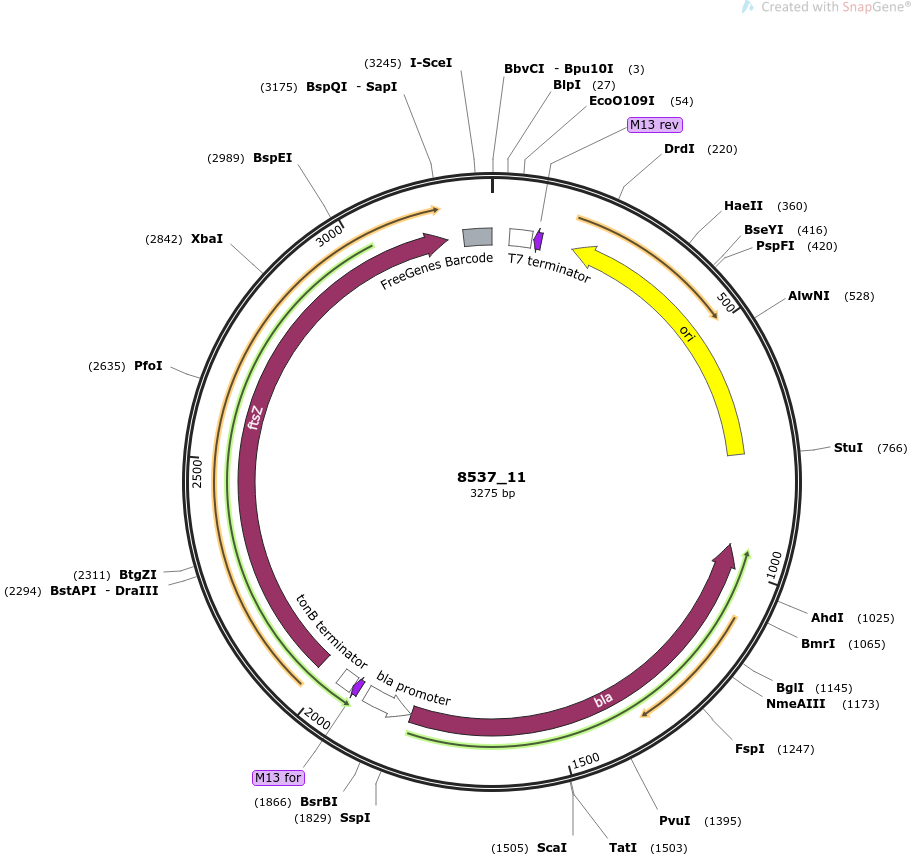 Created with SnapGene®
(3245) I-SceI
BbvCI - Bpu10I (3)
(3175) BspQI - SapI
BlpI (27)
EcoO109I (54)
M13 rev
DrdI (220)
(2989) BspEI
HaeII (360)
BseYI (416)
PspFI (420)
(2842) XbaI
3000
FreeGenes Barcode
T7 terminator
AlwNI (528)
500
ori
(2635) PfoI
ftsZ
StuI (766)
2500
8537_11
3275 bp
1000
(2311) BtgZI
(2294) BstAPI - DraIII
tonB terminator
AhdI (1025)
BmrI (1065)
bla promoter
bla
BglI (1145)
NmeAIII (1173)
2000
FspI (1247)
1500
M13 for
(1866) BsrBI
(1829) SspI
PvuI (1395)
(1505) ScaI
TatI (1503)